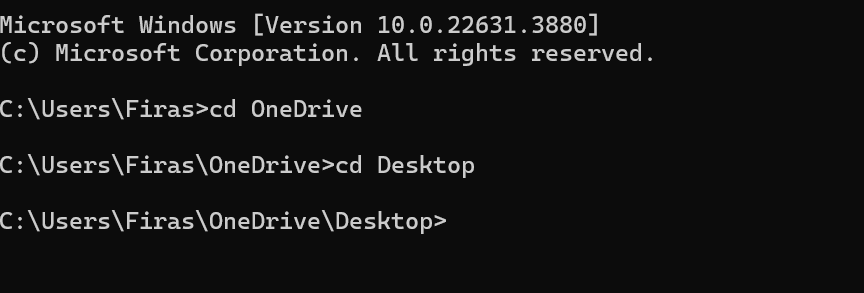 Microsoft Windows [Version 10.0.22631.3880]
(c) Microsoft Corporation. All rights reserved.
C:\Users\Firas>cd OneDrive
C:\Users\Firas\OneDrive>cd Desktop
C:\Users\Firas\OneDrive\Desktop>